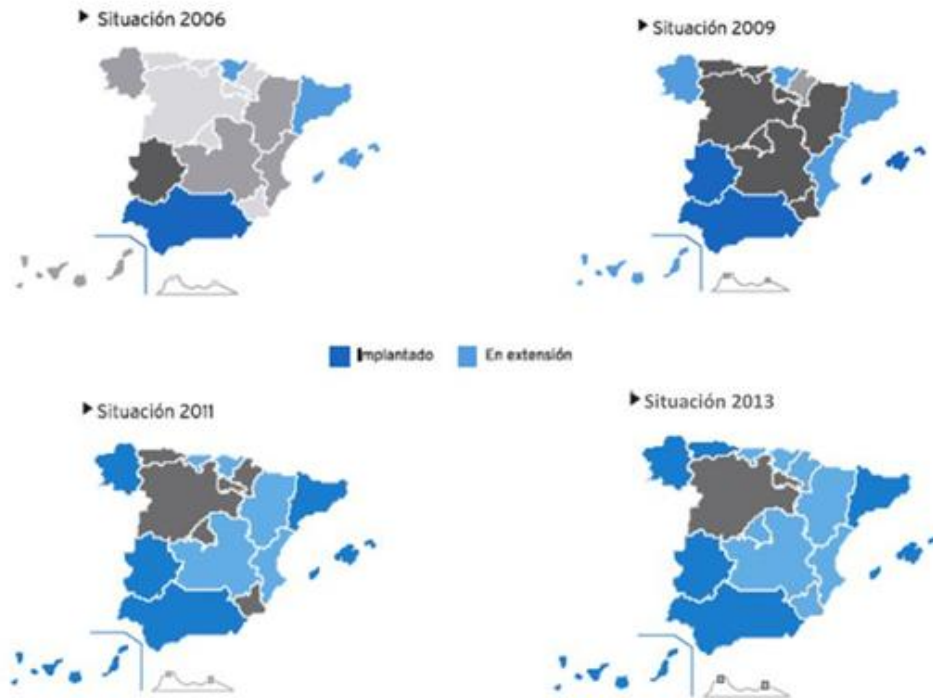 Situación 2006
Situación 2009
Implantado
En extensión
Situación 2011
Situación 2013